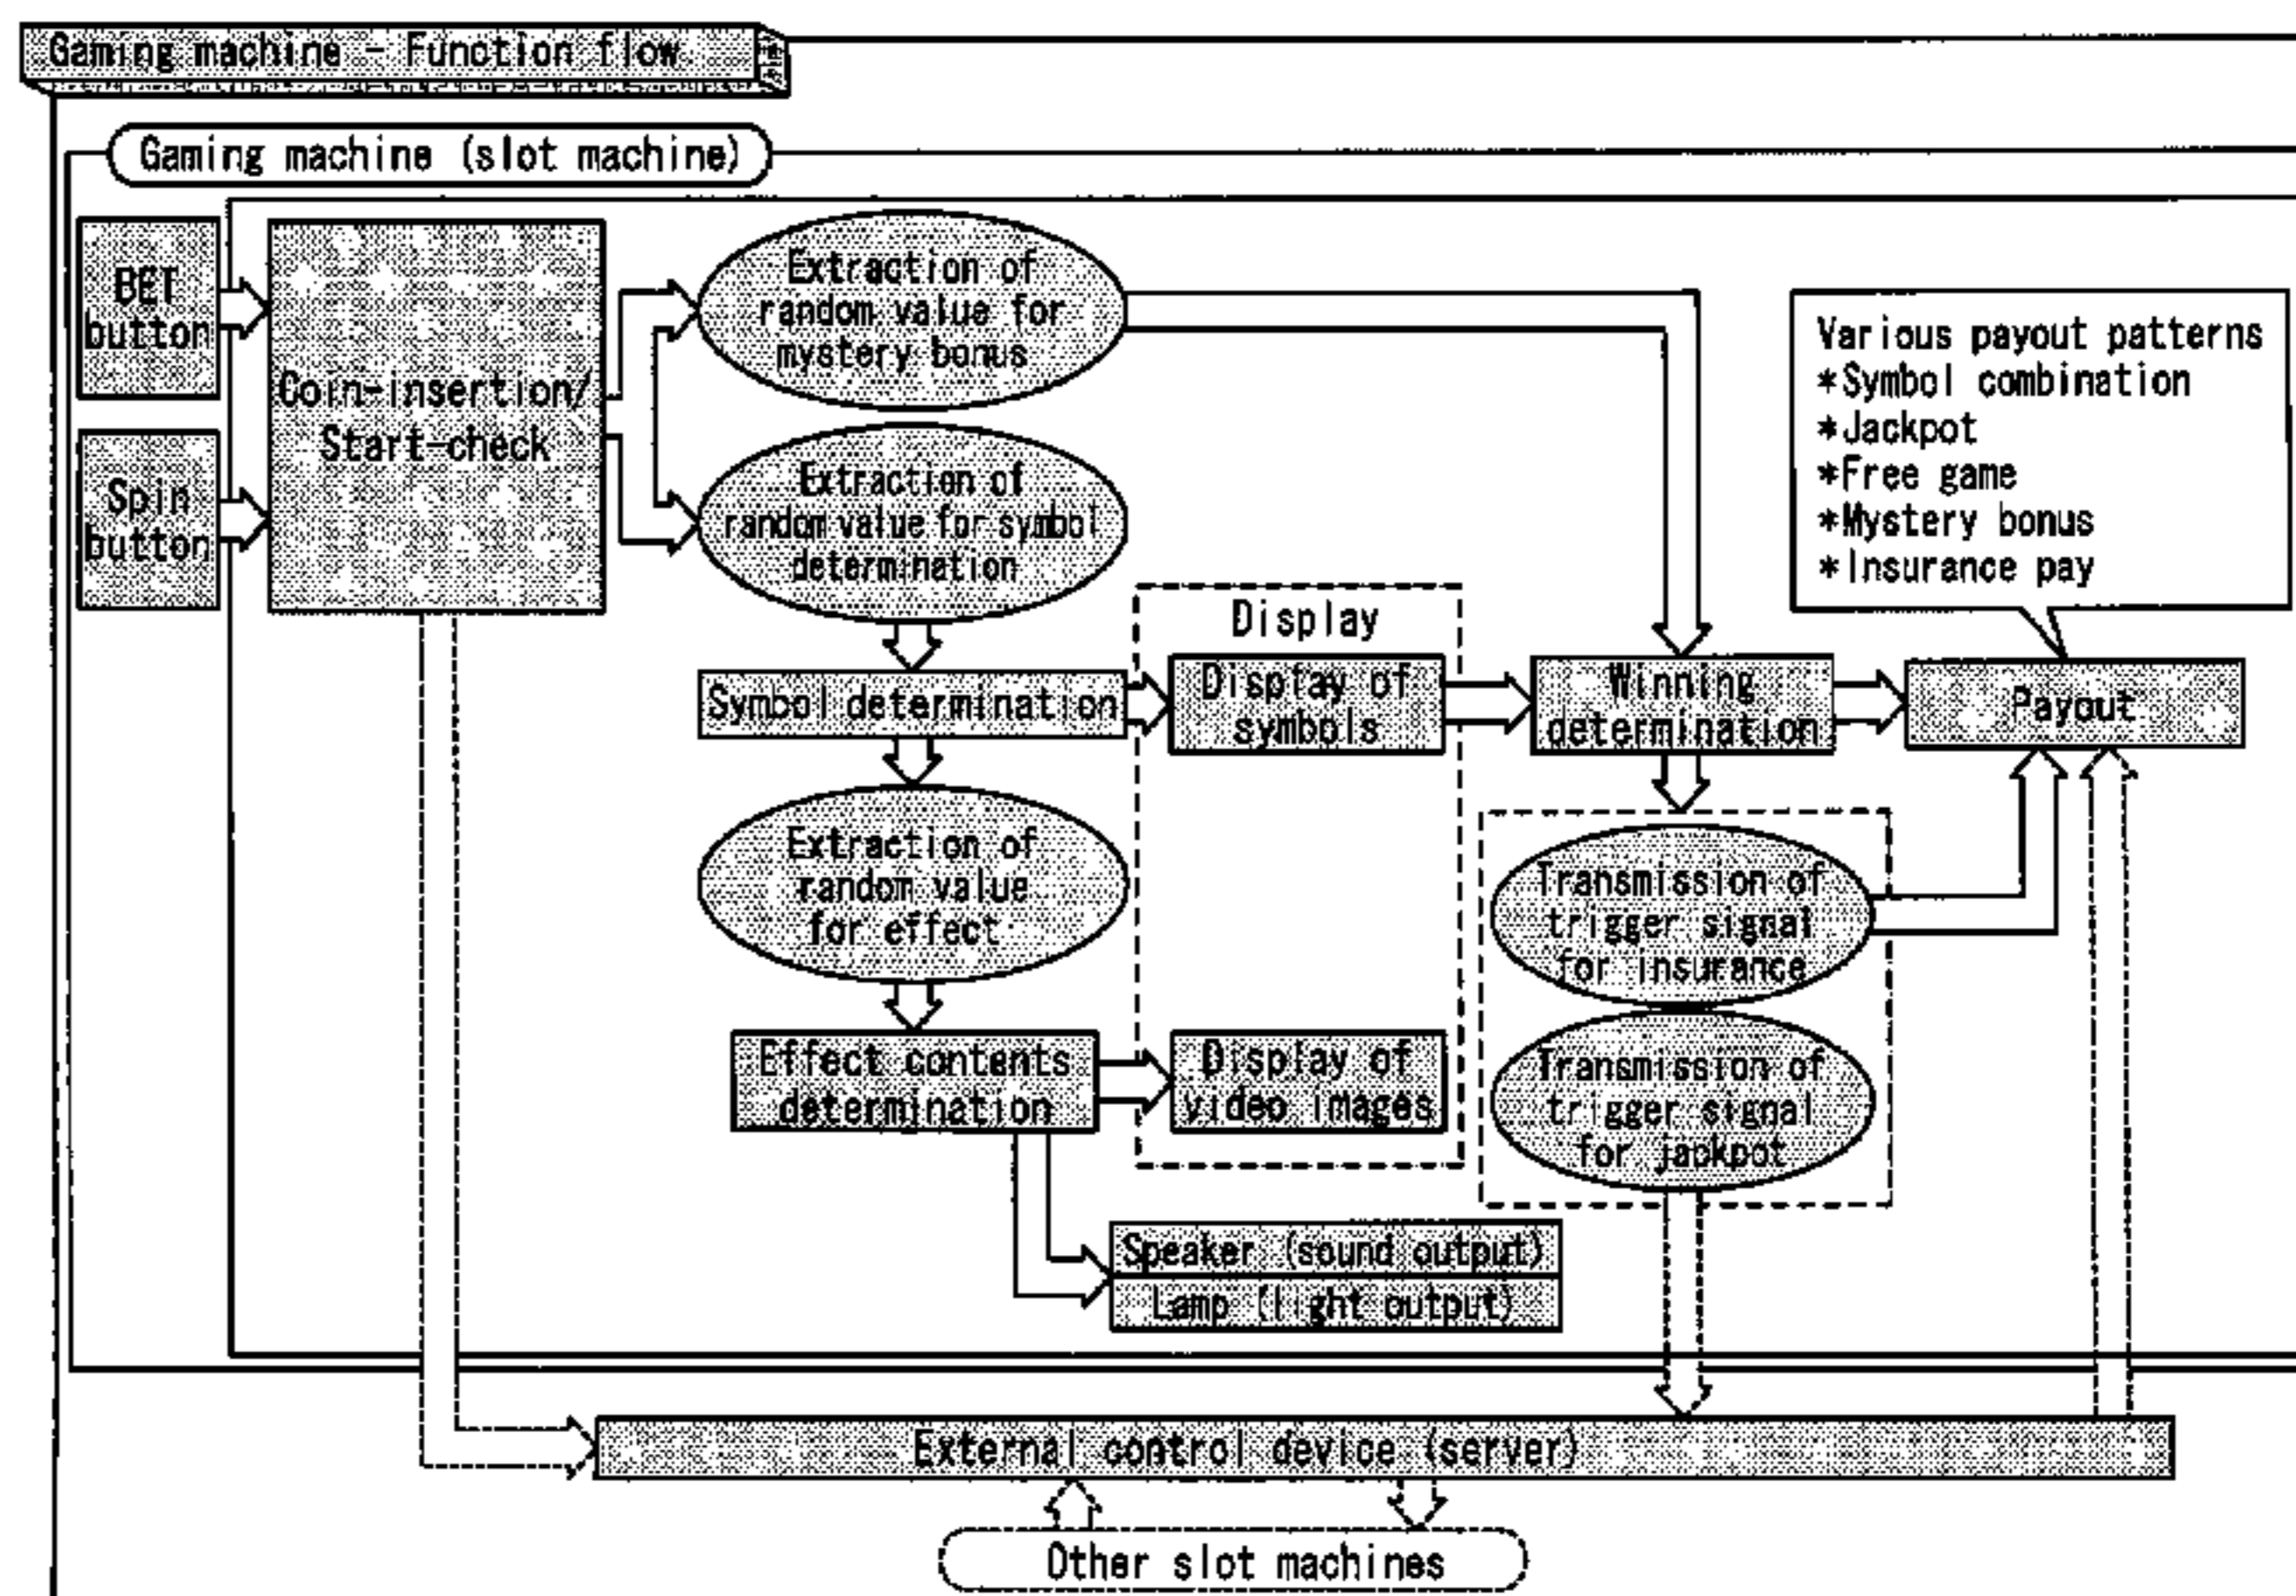 Gaming machine - Function flow
Gaming machine (slot machine)
BET
button
Spin
button
Coin-insertion/
Start-check
Extraction of
random value for
mystery bonus
Extraction of
random value for symbol
determination
Symbol determination
Extraction of
random value
for effect
Effect contents
determination
Display
Display of
symbols
Display of
video images
Speaker (sound output)
Lamp (light output)
Winning
determination
Transmission of
trigger signal
for insurance
Transmission of
trigger signal
for jackpot
Various payout patterns
*Symbol combination
*Jackpot
*Free game
*Mystery bonus
*Insurance pay
Payout
External control device (server)
Other slot machines